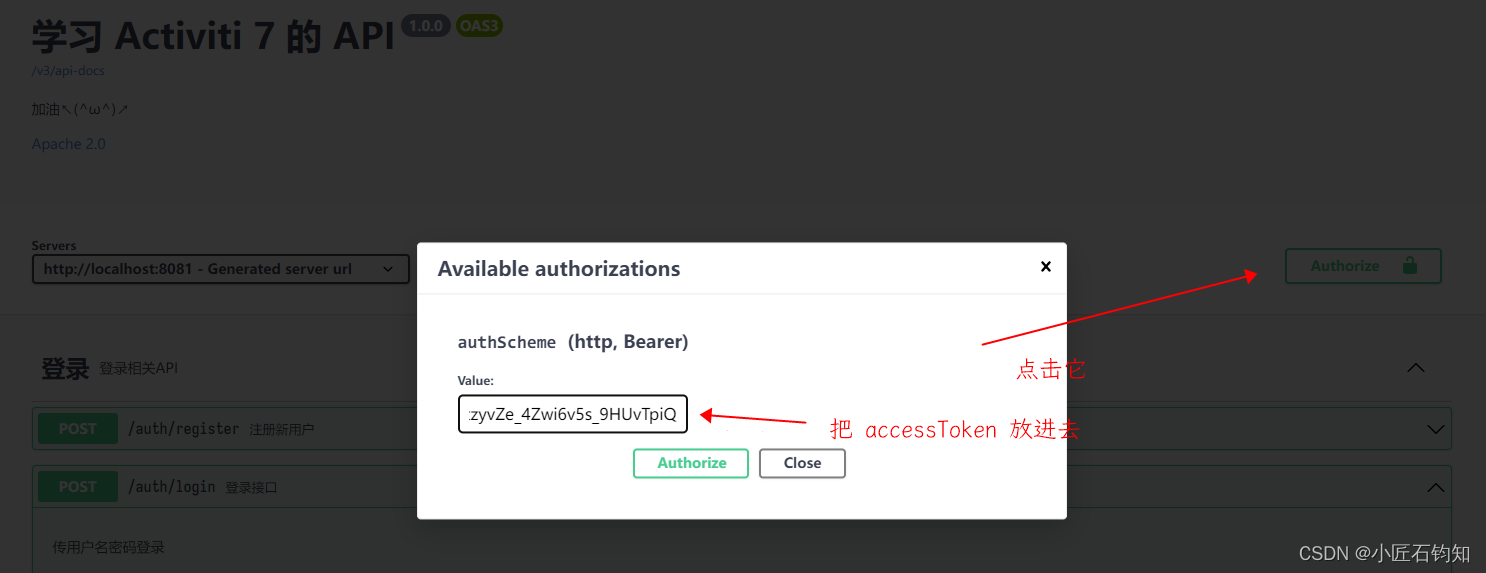 学习 Activiti 7 的 API 1.0.0 OAS3
/v3/api-docs
加油↖(^ω^)↗
Apache 2.0
Servers
http://localhost:8081 - Generated server url
Authorize
Available authorizations
authScheme (http, Bearer)
Value:
zyvZe_4Zwi6v5s_9HUvTpiQ
Authorize Close
点击它
把 accessToken 放进去
登录 登录相关API
POST /auth/register 注册新用户
POST /auth/login 登录接口
传用户名密码登录
CSDN @小匠石钧知